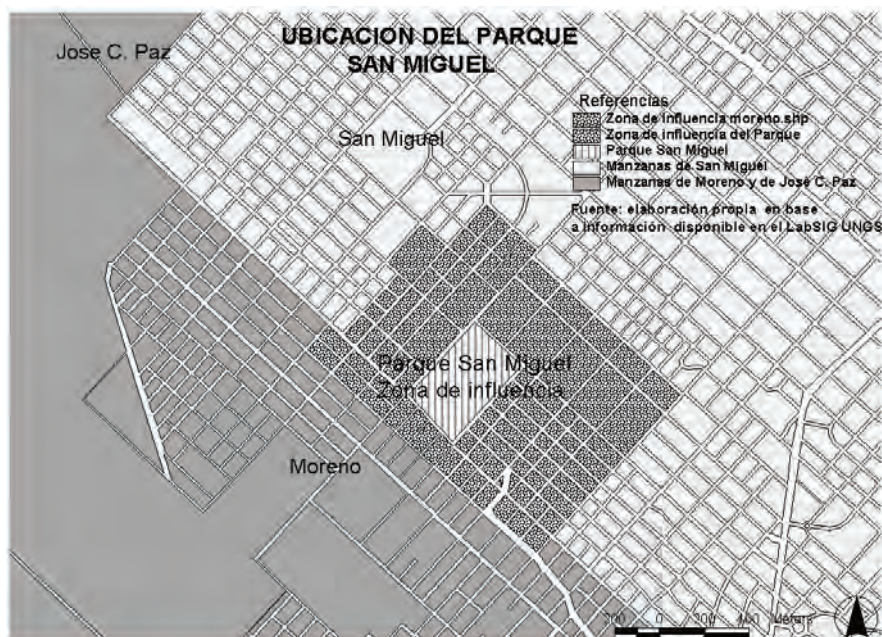 UBICACION DEL PARQUE
SAN MIGUEL
Jose C. Paz
San Miguel
Referencias
Zona de influencia moreno.shp
Zona de influencia del Parque
Parque San Miguel
Manzanas de San Miguel
Manzanas de Moreno y de José C. Paz
Fuente: elaboración propia en base
a información disponible en el LabSIG UNGS
Parque San Miguel
Zona de influencia
Moreno
200 0 200 400 Meters